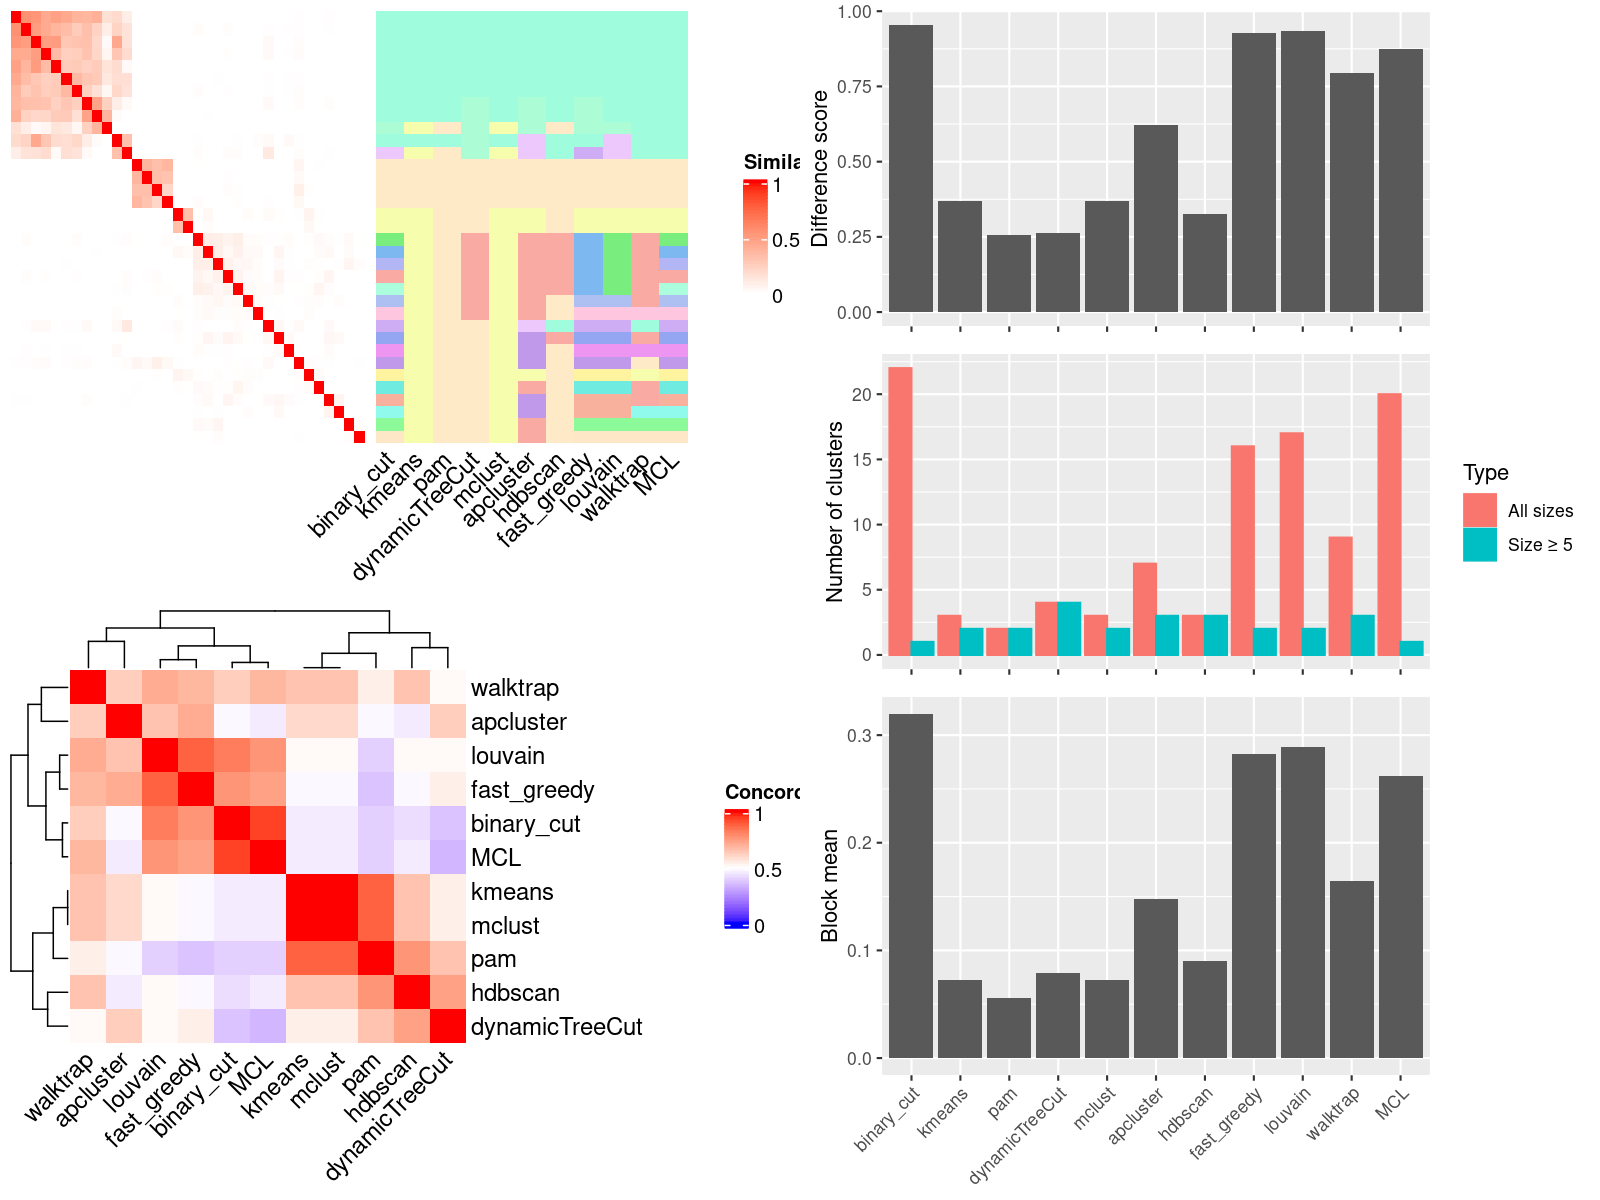 Simila
1
0.5
0
binary_cut
kmeans
pam
dynamicTreeCut
mclust
apcluster
hdbscan
fast_greedy
louvain
walktrap
MCL
walktrap
apcluster
louvain
fast_greedy
binary_cut
MCL
kmeans
mclust
pam
hdbscan
dynamicTreeCut
Concord
1
0.5
0
walktrap
apcluster
louvain
fast_greedy
binary_cut
MCL
kmeans
mclust
pam
hdbscan
dynamicTreeCut
Difference score
1.00
0.75
0.50
0.25
0.00
Number of clusters
20
15
10
5
0
Type
All sizes
Size ≥ 5
Block mean
0.3
0.2
0.1
0.0
binary_cut
kmeans
pam
dynamicTreeCut
mclust
apcluster
hdbscan
fast_greedy
louvain
walktrap
MCL